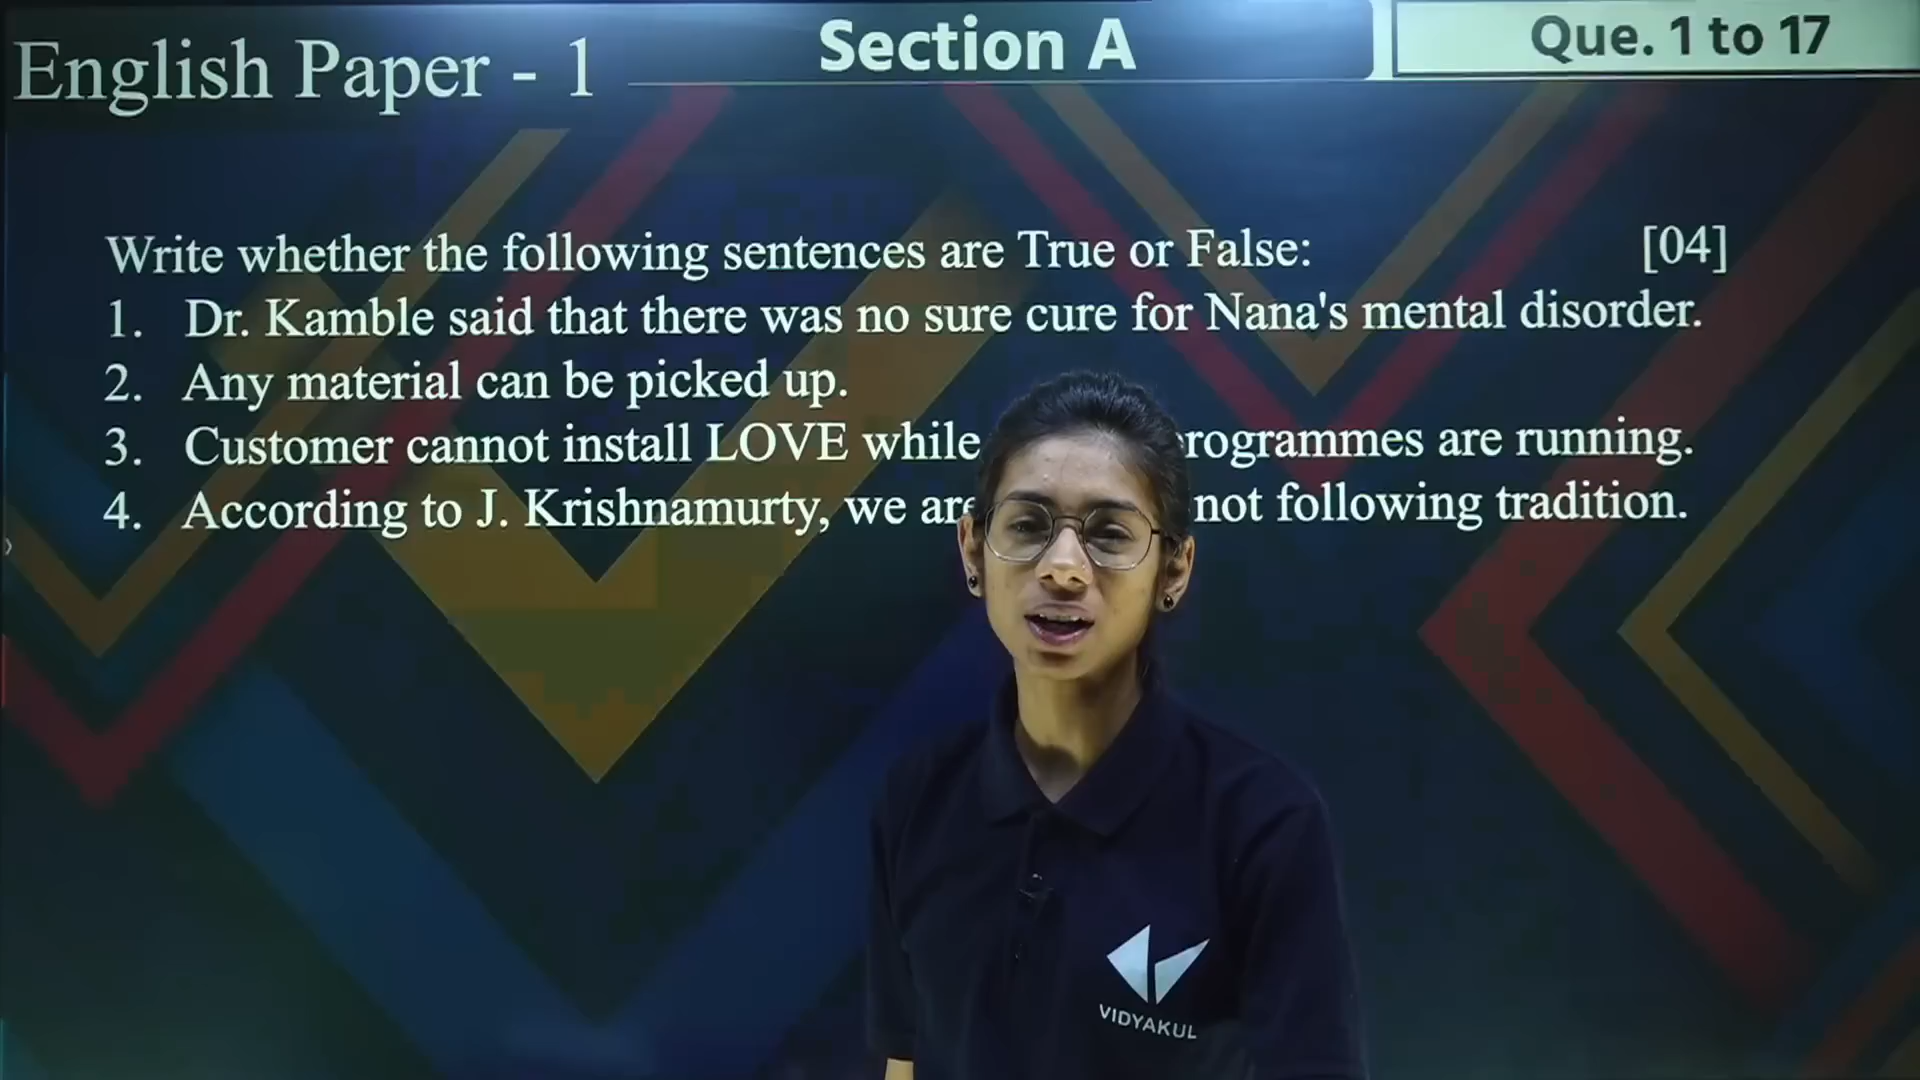 English Paper - 1
Section A
Que. 1 to 17
Write whether the following sentences are True or False: [04]
1. Dr. Kamble said that there was no sure cure for Nana's mental disorder.
2. Any material can be picked up.
3. Customer cannot install LOVE while are running.
4. According to J. Krishnamurty, we not following tradition.
VIDYAKUL